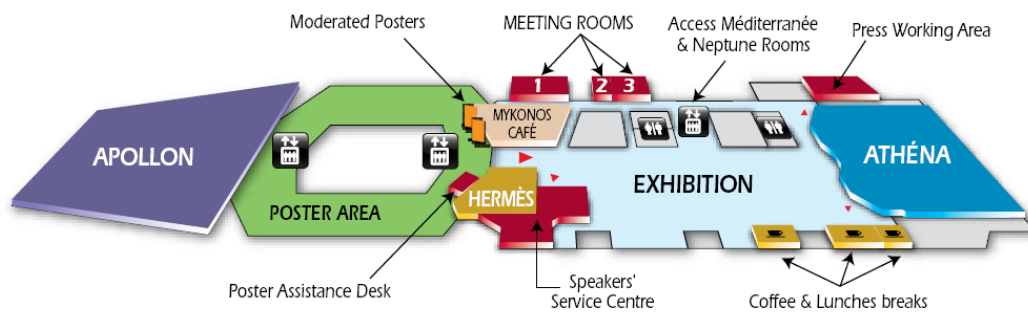 Moderated Posters
MEETING ROOMS
Access Méditerranée
& Neptune Rooms
Press Working Area
1
2
3
MYKONOS
CAFÉ
APOLLON
HERMÈS
EXHIBITION
ATHÉNA
POSTER AREA
Poster Assistance Desk
Speakers'
Service Centre
Coffee & Lunches breaks